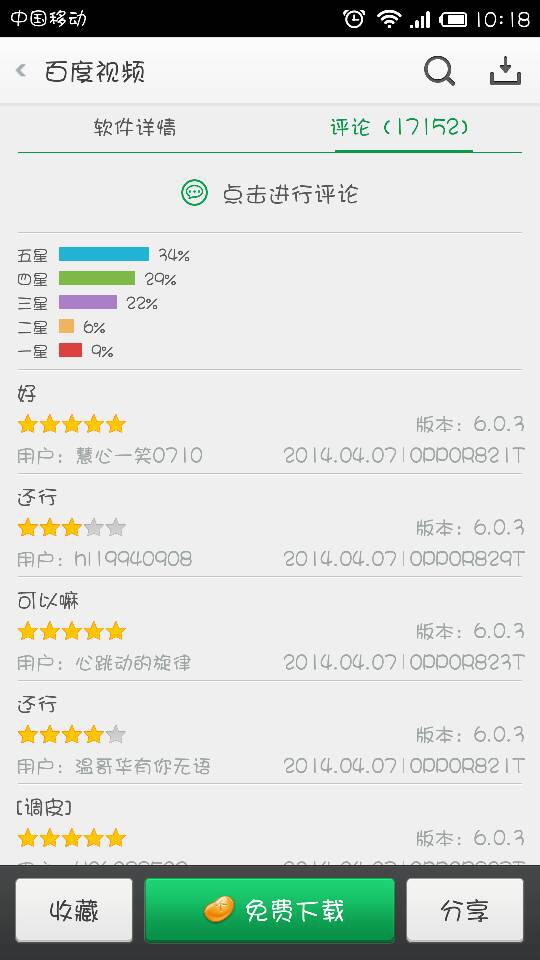 中国移动 10:18
百度视频
软件详情 评论（17152）
点击进行评论
五星 34%
四星 29%
三星 22%
二星 6%
一星 9%
好
版本：6.0.3
用户：慧心一笑0710 2014.04.07|OPPOR821T
还行
版本：6.0.3
用户：hl19940908 2014.04.07|OPPOR829T
可以嘛
版本：6.0.3
用户：心跳动的旋律 2014.04.07|OPPOR823T
还行
版本：6.0.3
用户：温哥华有你无语 2014.04.07|OPPOR821T
[调皮]
版本：6.0.3
收藏 免费下载 分享